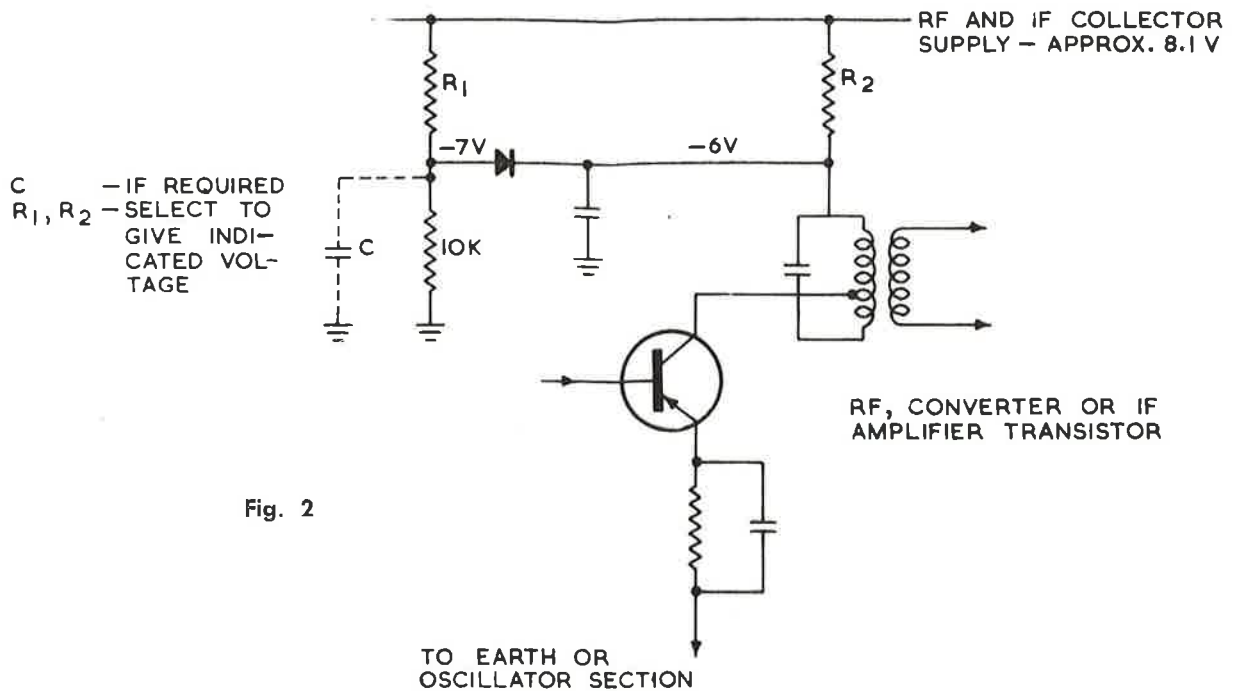 RF AND IF COLLECTOR
SUPPLY – APPROX. 8.1 V
R1
R2
–7V
–6V
C – IF REQUIRED
R1, R2 – SELECT TO
GIVE INDI-
CATED VOL-
TAGE
C
10K
RF, CONVERTER OR IF
AMPLIFIER TRANSISTOR
Fig. 2
TO EARTH OR
OSCILLATOR SECTION